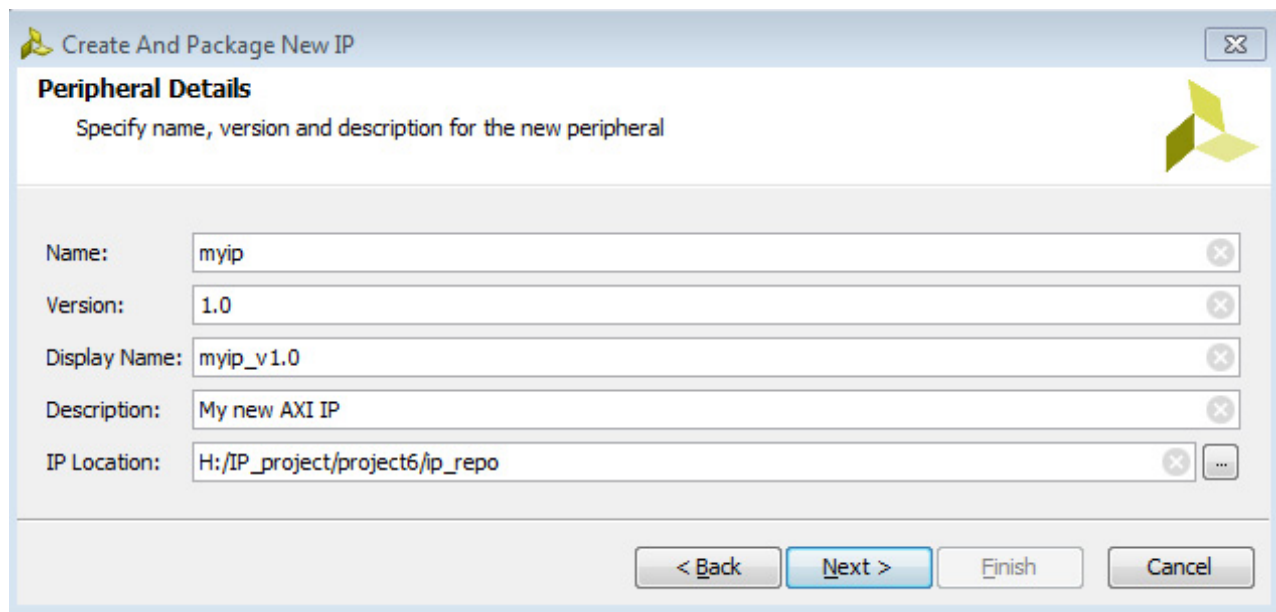 Create And Package New IP
Peripheral Details
Specify name, version and description for the new peripheral
Name: myip
Version: 1.0
Display Name: myip_v1.0
Description: My new AXI IP
IP Location: H:/IP_project/project6/ip_repo ...
< Back Next > Finish Cancel